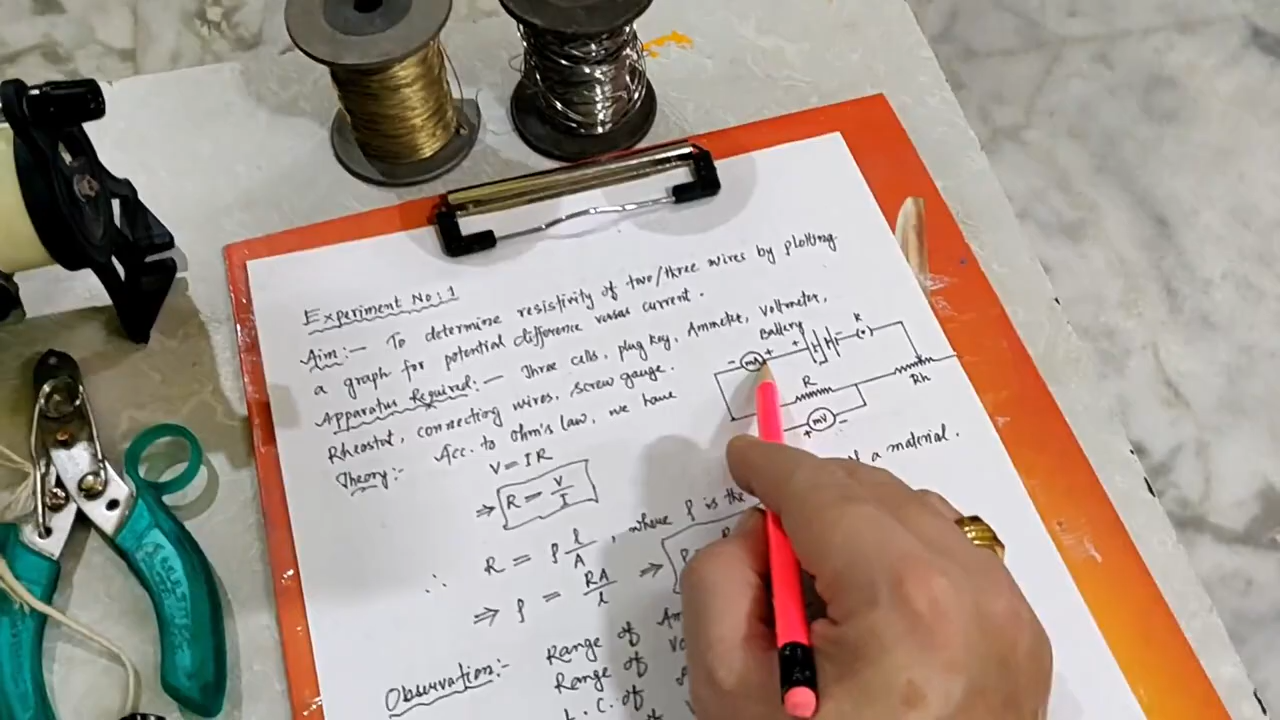 Experiment No:1
Aim:- To determine resistivity of two/three wires by plotting
a graph for potential difference versus current.
Apparatus Required:- Three cells, plug key, Ammeter, Voltmeter,
Rheostat, connecting wires, screw gauge.
Theory:- Acc. to Ohm's law, we have
Battery
- mA + + K
R
Rh
+ mV -
V = IR
⇒ R = V/I
∴ R = ρ l/A, where ρ is the
of a material.
⇒ ρ = RA/l ⇒
Observation:- Range of
Range of
L.C. of